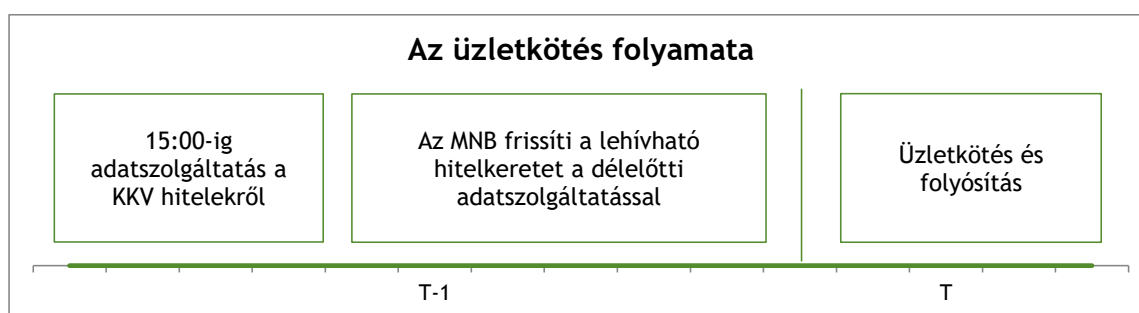 Az üzletkötés folyamata
15:00-ig
adatszolgáltatás a
KKV hitelekről
Az MNB frissíti a lehívható
hitelkeretet a délelőtti
adatszolgáltatással
Üzletkötés és
folyósítás
T-1
T